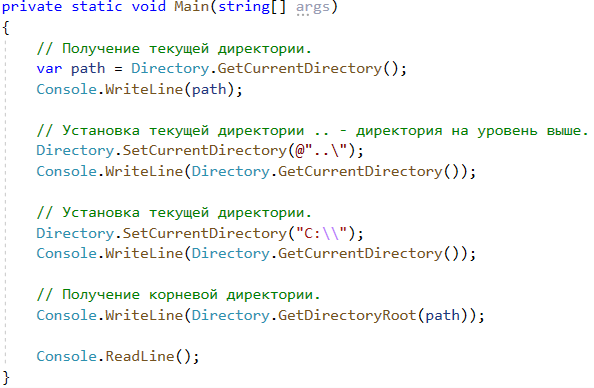 private static void Main(string[] args)
{
// Получение текущей директории.
var path = Directory.GetCurrentDirectory();
Console.WriteLine(path);
// Установка текущей директории .. - директория на уровень выше.
Directory.SetCurrentDirectory(@"..\");
Console.WriteLine(Directory.GetCurrentDirectory());
// Установка текущей директории.
Directory.SetCurrentDirectory("C:\\");
Console.WriteLine(Directory.GetCurrentDirectory());
// Получение корневой директории.
Console.WriteLine(Directory.GetDirectoryRoot(path));
Console.ReadLine();
}